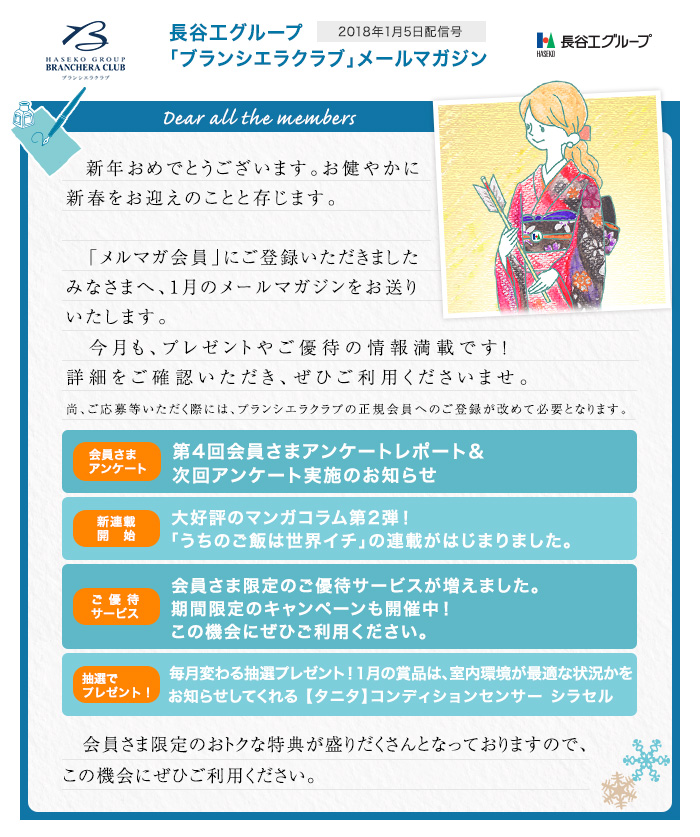 HASEKO GROUP
BRANCHERA CLUB
ブランシエラクラブ
長谷工グループ
2018年1月5日配信号
「ブランシエラクラブ」メールマガジン
HASEKO
長谷工グループ
Dear all the members
新年おめでとうございます。お健やかに
新春をお迎えのことと存じます。
「メルマガ会員」にご登録いただきました
みなさまへ、1月のメールマガジンをお送り
いたします。
今月も、プレゼントやご優待の情報満載です!
詳細をご確認いただき、ぜひご利用くださいませ。
尚、ご応募等いただく際には、ブランシエラクラブの正規会員へのご登録が改めて必要となります。
会員さま
アンケート
第4回会員さまアンケートレポート&
次回アンケート実施のお知らせ
新連載
開 始
大好評のマンガコラム第2弾!
「うちのご飯は世界イチ」の連載がはじまりました。
ご優待
サービス
会員さま限定のご優待サービスが増えました。
期間限定のキャンペーンも開催中!
この機会にぜひご利用ください。
抽選で
プレゼント!
毎月変わる抽選プレゼント!1月の賞品は、室内環境が最適な状況かを
お知らせしてくれる【タニタ】コンディションセンサー シラセル
会員さま限定のおトクな特典が盛りだくさんとなっておりますので、
この機会にぜひご利用ください。